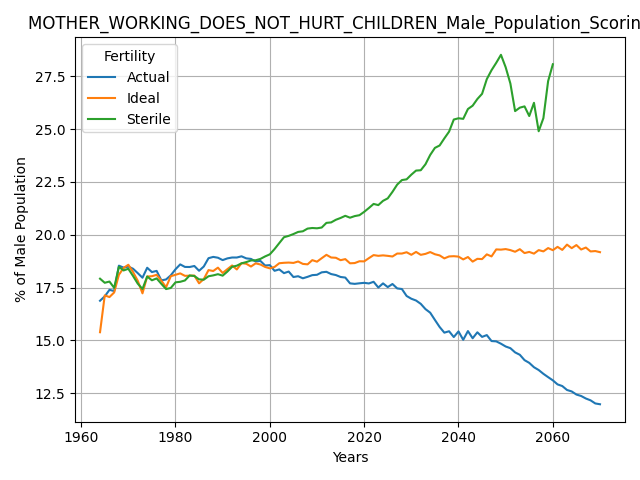 MOTHER_WORKING_DOES_NOT_HURT_CHILDREN_Male_Population_Scorin
Fertility
Actual
Ideal
Sterile
% of Male Population
27.5
25.0
22.5
20.0
17.5
15.0
12.5
1960
1980
2000
2020
2040
2060
Years